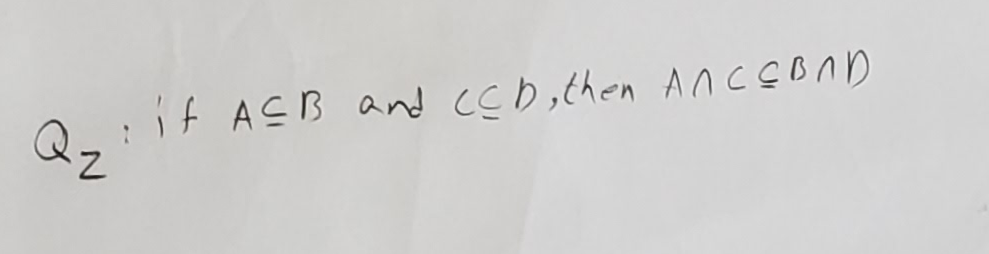 Q2: if A⊆B and C⊆D, then A∩C⊆B∩D